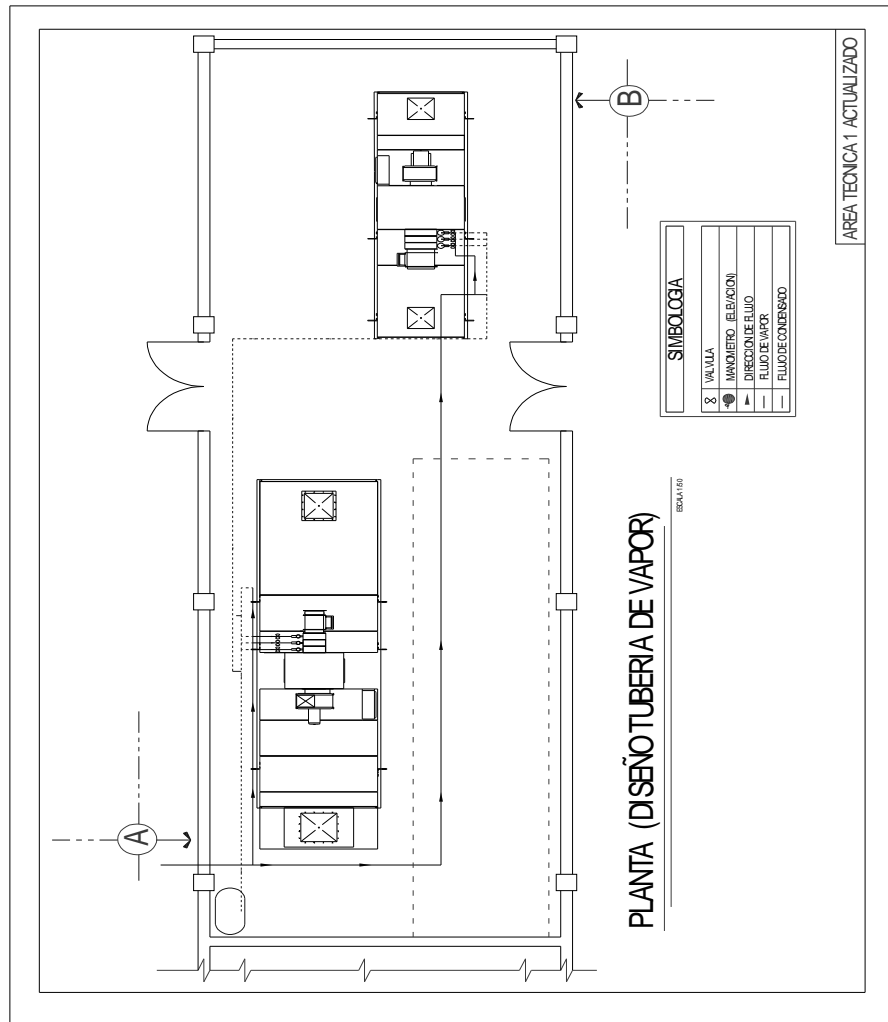 AREA TECNICA 1 ACTUALIZADO
A
B
SIMBOLOGIA
VALVULA
MANOMETRO (ELEVACION)
DIRECCION DE FLUJO
FLUJO DE VAPOR
FLUJO DE CONDENSADO
PLANTA (DISEÑO TUBERIA DE VAPOR)
ESCALA 1:50